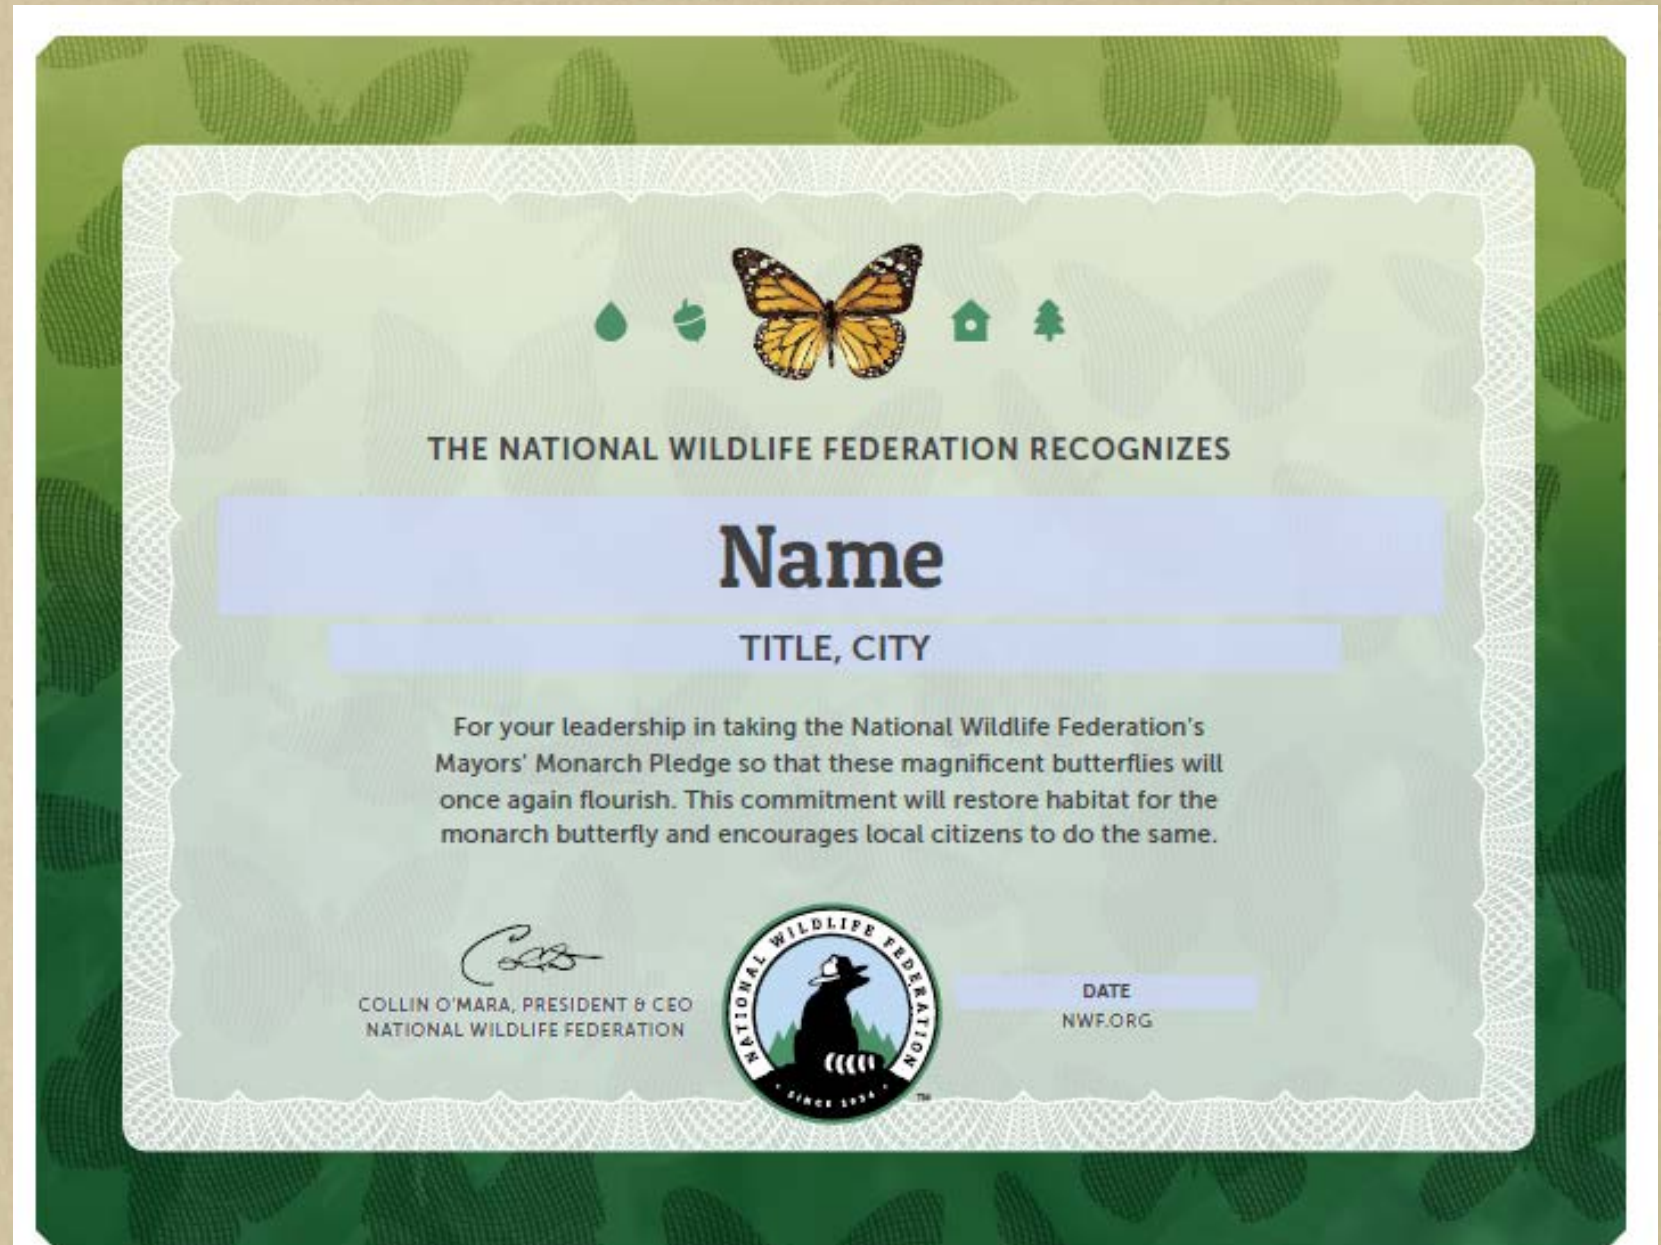 THE NATIONAL WILDLIFE FEDERATION RECOGNIZES
Name
TITLE, CITY
For your leadership in taking the National Wildlife Federation's
Mayors' Monarch Pledge so that these magnificent butterflies will
once again flourish. This commitment will restore habitat for the
monarch butterfly and encourages local citizens to do the same.
COLLIN O'MARA, PRESIDENT & CEO
NATIONAL WILDLIFE FEDERATION
NATIONAL WILDLIFE FEDERATION
• SINCE 1936 •
TM
DATE
NWF.ORG